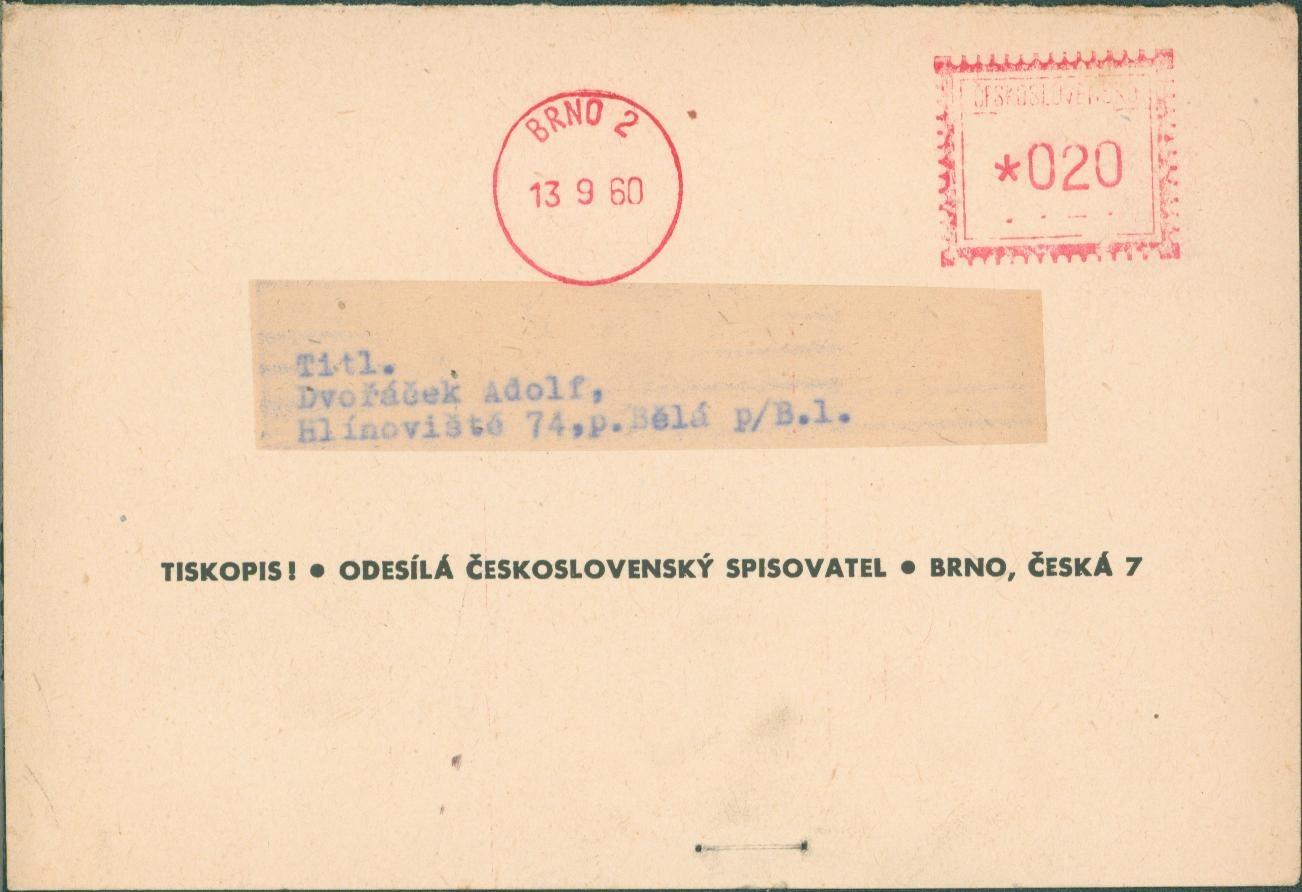 BRNO 2
13 9 60
ČESKOSLOVENSKO
*020
Titl.
Dvořáček Adolf,
Hlínoviště 74,p.Bělá p/B.l.
TISKOPIS! • ODESÍLÁ ČESKOSLOVENSKÝ SPISOVATEL • BRNO, ČESKÁ 7